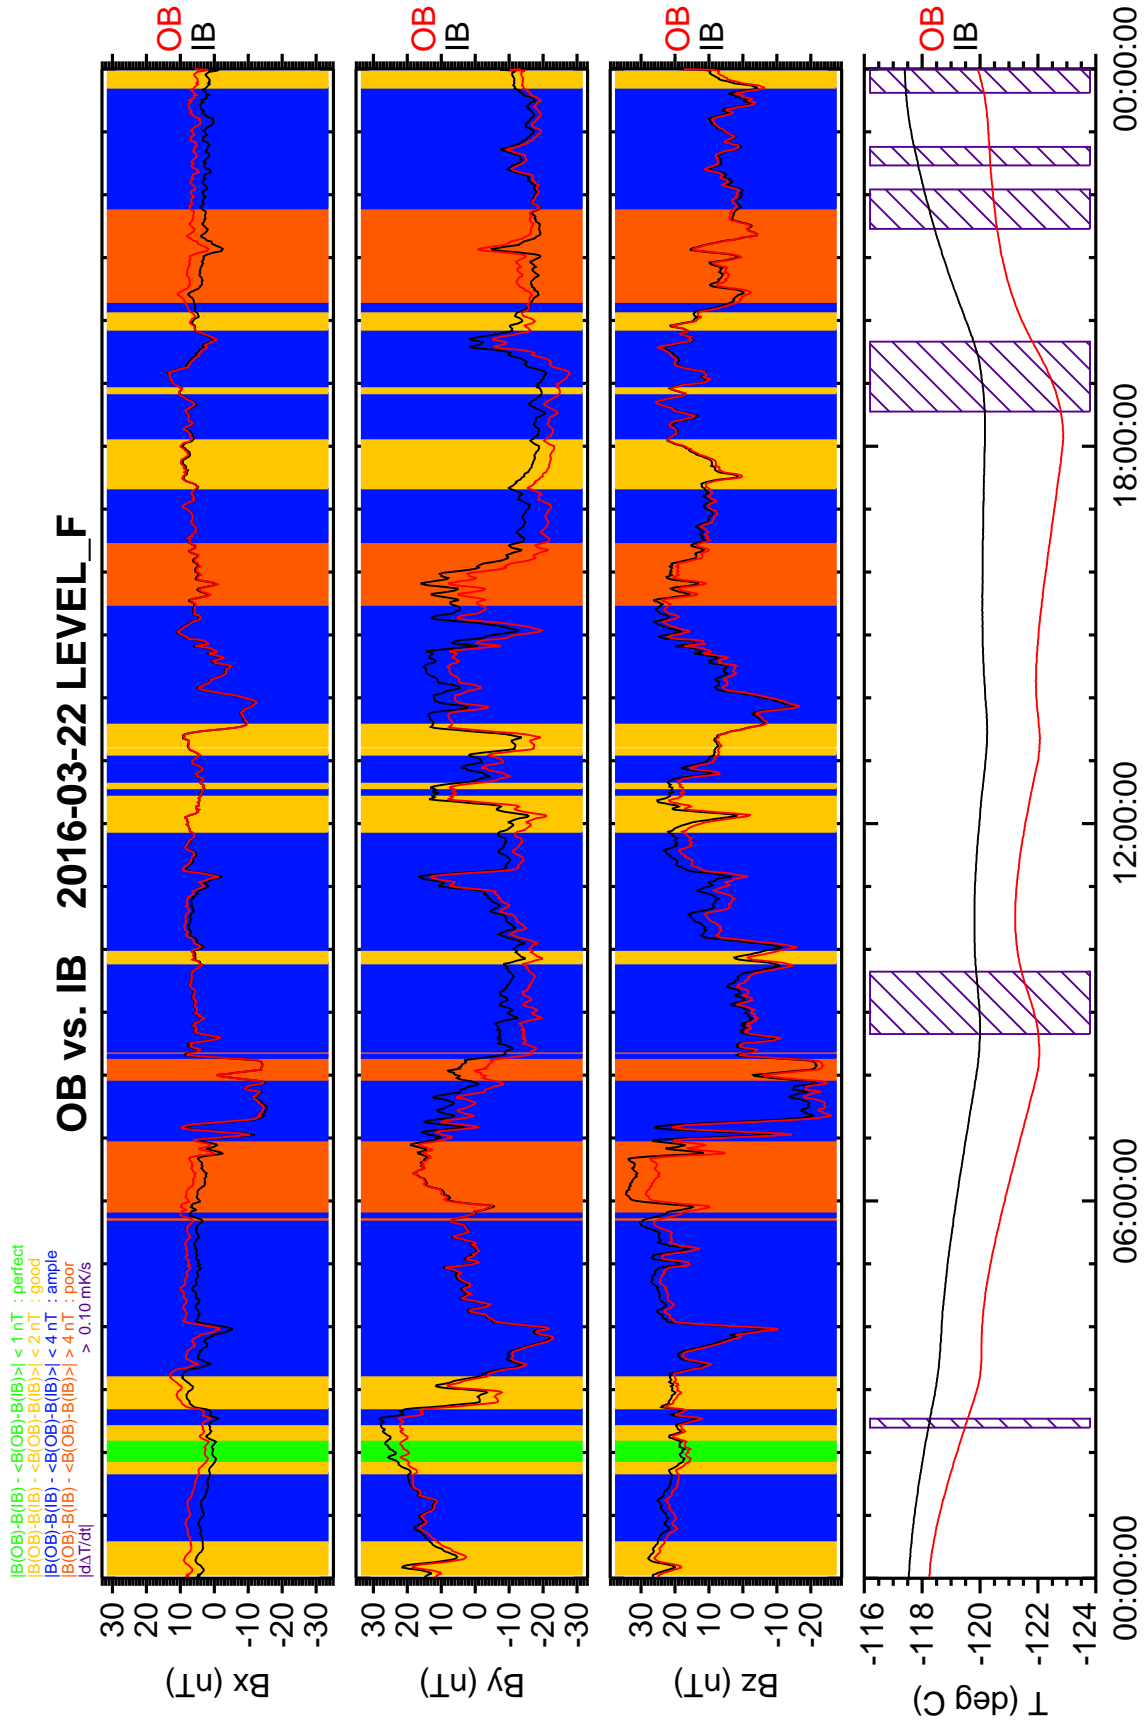 OB vs. IB 2016-03-22 LEVEL_F
|B(OB)-B(IB) - <B(OB)-B(IB)>| < 1 nT : perfect
|B(OB)-B(IB) - <B(OB)-B(IB)>| < 2 nT : good
|B(OB)-B(IB) - <B(OB)-B(IB)>| < 4 nT : ample
|B(OB)-B(IB) - <B(OB)-B(IB)>| > 4 nT : poor
|dΔT/dt| > 0.10 mK/s
Bx (nT)
30
20
10
0
-10
-20
-30
OB
IB
By (nT)
30
20
10
0
-10
-20
-30
OB
IB
Bz (nT)
30
20
10
0
-10
-20
OB
IB
T (deg C)
-116
-118
-120
-122
-124
OB
IB
00:00:00 06:00:00 12:00:00 18:00:00 00:00:00